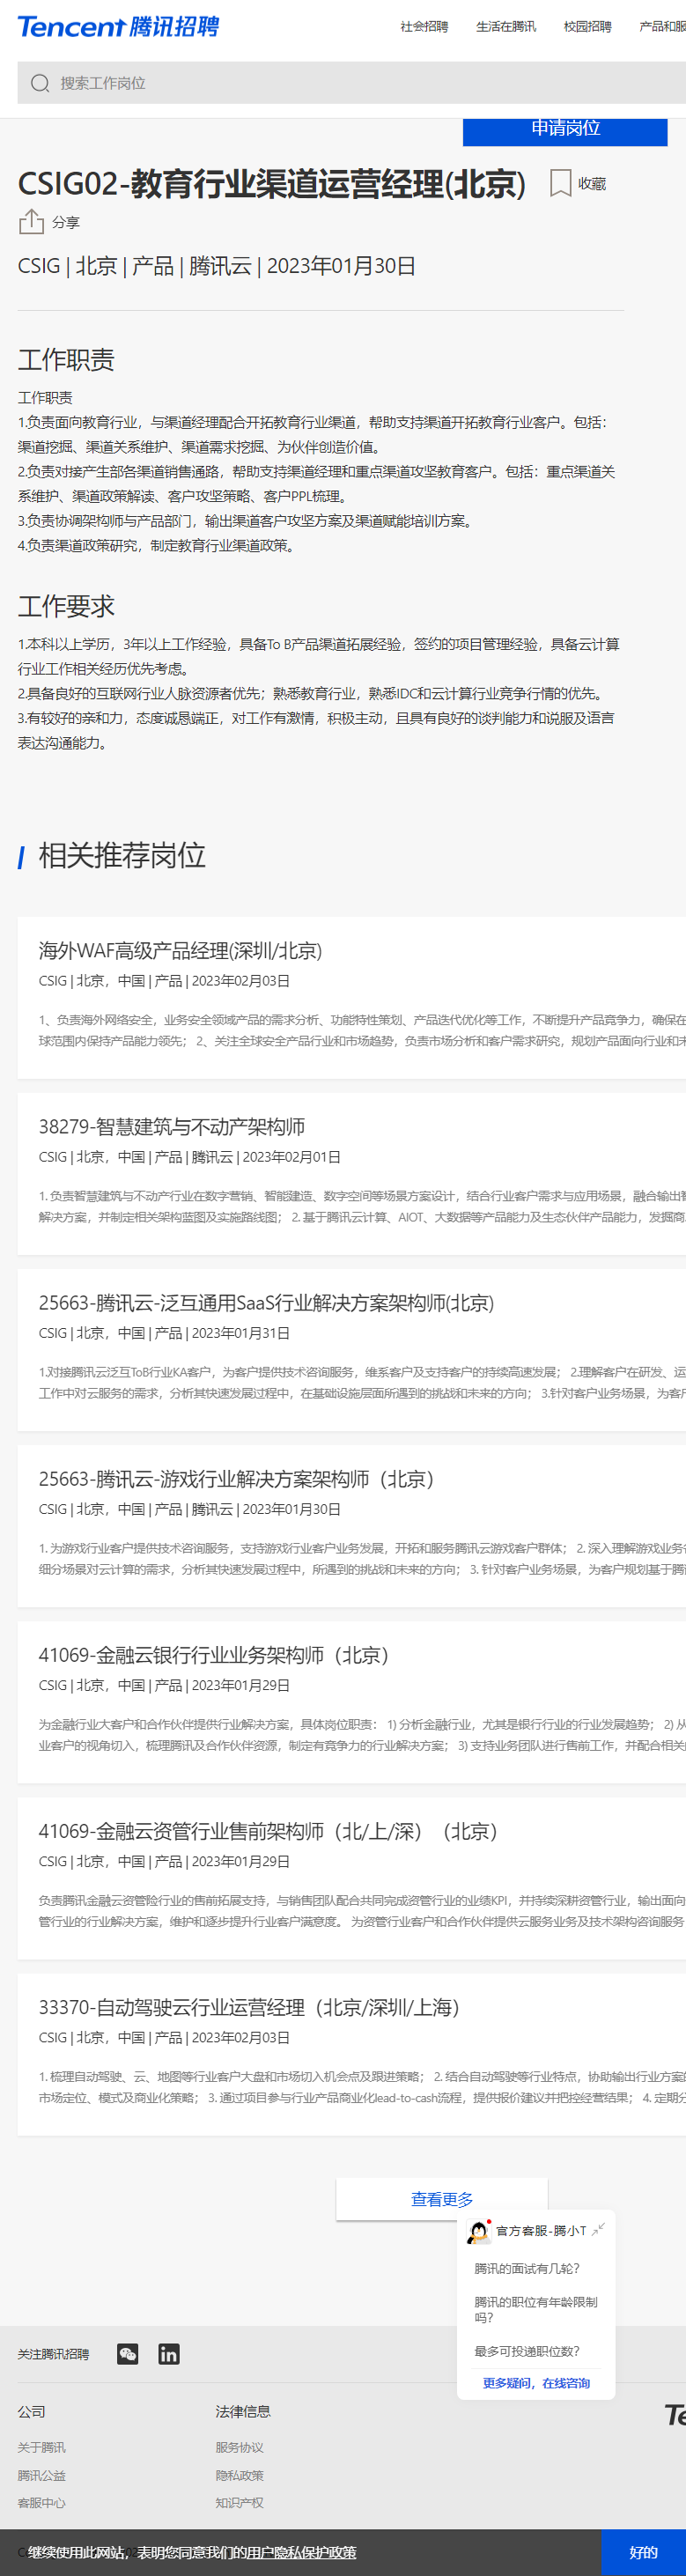 Tencent 腾讯招聘
社会招聘 生活在腾讯 校园招聘 产品和服
搜索工作岗位
申请岗位
CSIG02-教育行业渠道运营经理(北京) 收藏
分享
CSIG | 北京 | 产品 | 腾讯云 | 2023年01月30日
工作职责
工作职责
1.负责面向教育行业，与渠道经理配合开拓教育行业渠道，帮助支持渠道开拓教育行业客户。包括：
渠道挖掘、渠道关系维护、渠道需求挖掘、为伙伴创造价值。
2.负责对接产生部各渠道销售通路，帮助支持渠道经理和重点渠道攻坚教育客户。包括：重点渠道关
系维护、渠道政策解读、客户攻坚策略、客户PPL梳理。
3.负责协调架构师与产品部门，输出渠道客户攻坚方案及渠道赋能培训方案。
4.负责渠道政策研究，制定教育行业渠道政策。
工作要求
1.本科以上学历，3年以上工作经验，具备To B产品渠道拓展经验，签约的项目管理经验，具备云计算
行业工作相关经历优先考虑。
2.具备良好的互联网行业人脉资源者优先；熟悉教育行业，熟悉IDC和云计算行业竞争行情的优先。
3.有较好的亲和力，态度诚恳端正，对工作有激情，积极主动，且具有良好的谈判能力和说服及语言
表达沟通能力。
相关推荐岗位
海外WAF高级产品经理(深圳/北京)
CSIG | 北京，中国 | 产品 | 2023年02月03日
1、负责海外网络安全，业务安全领域产品的需求分析、功能特性策划、产品迭代优化等工作，不断提升产品竞争力，确保在
球范围内保持产品能力领先； 2、关注全球安全产品行业和市场趋势，负责市场分析和客户需求研究，规划产品面向行业和未
38279-智慧建筑与不动产架构师
CSIG | 北京，中国 | 产品 | 腾讯云 | 2023年02月01日
1. 负责智慧建筑与不动产行业在数字营销、智能建造、数字空间等场景方案设计，结合行业客户需求与应用场景，融合输出智
解决方案，并制定相关架构蓝图及实施路线图； 2. 基于腾讯云计算、AIOT、大数据等产品能力及生态伙伴产品能力，发掘商
25663-腾讯云-泛互通用SaaS行业解决方案架构师(北京)
CSIG | 北京，中国 | 产品 | 2023年01月31日
1.对接腾讯云泛互ToB行业KA客户，为客户提供技术咨询服务，维系客户及支持客户的持续高速发展； 2.理解客户在研发、运
工作中对云服务的需求，分析其快速发展过程中，在基础设施层面所遇到的挑战和未来的方向； 3.针对客户业务场景，为客户
25663-腾讯云-游戏行业解决方案架构师（北京）
CSIG | 北京，中国 | 产品 | 腾讯云 | 2023年01月30日
1. 为游戏行业客户提供技术咨询服务，支持游戏行业客户业务发展，开拓和服务腾讯云游戏客户群体； 2. 深入理解游戏业务各
细分场景对云计算的需求，分析其快速发展过程中，所遇到的挑战和未来的方向； 3. 针对客户业务场景，为客户规划基于腾
41069-金融云银行行业业务架构师（北京）
CSIG | 北京，中国 | 产品 | 2023年01月29日
为金融行业大客户和合作伙伴提供行业解决方案，具体岗位职责： 1) 分析金融行业，尤其是银行行业的行业发展趋势； 2) 从
业客户的视角切入，梳理腾讯及合作伙伴资源，制定有竞争力的行业解决方案； 3) 支持业务团队进行售前工作，并配合相关
41069-金融云资管行业售前架构师（北/上/深）（北京）
CSIG | 北京，中国 | 产品 | 2023年01月29日
负责腾讯金融云资管险行业的售前拓展支持，与销售团队配合共同完成资管行业的业绩KPI，并持续深耕资管行业，输出面向
管行业的行业解决方案，维护和逐步提升行业客户满意度。 为资管行业客户和合作伙伴提供云服务业务及技术架构咨询服务
33370-自动驾驶云行业运营经理（北京/深圳/上海）
CSIG | 北京，中国 | 产品 | 2023年02月03日
1. 梳理自动驾驶、云、地图等行业客户大盘和市场切入机会点及跟进策略； 2. 结合自动驾驶等行业特点，协助输出行业方案
市场定位、模式及商业化策略； 3. 通过项目参与行业产品商业化lead-to-cash流程，提供报价建议并把控经营结果； 4. 定期分
查看更多
官方客服-腾小T
腾讯的面试有几轮？
腾讯的职位有年龄限制
吗？
最多可投递职位数？
更多疑问，在线咨询
关注腾讯招聘
公司 法律信息
关于腾讯 服务协议
腾讯公益 隐私政策
客服中心 知识产权
继续使用此网站，表明您同意我们的用户隐私保护政策 好的